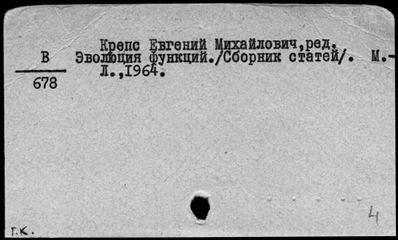 Крепс Евгений Михайлович,ред.
В Эволюция функций./Сборник статей/. М.-
678 Л.,1964.
4
Г.К.